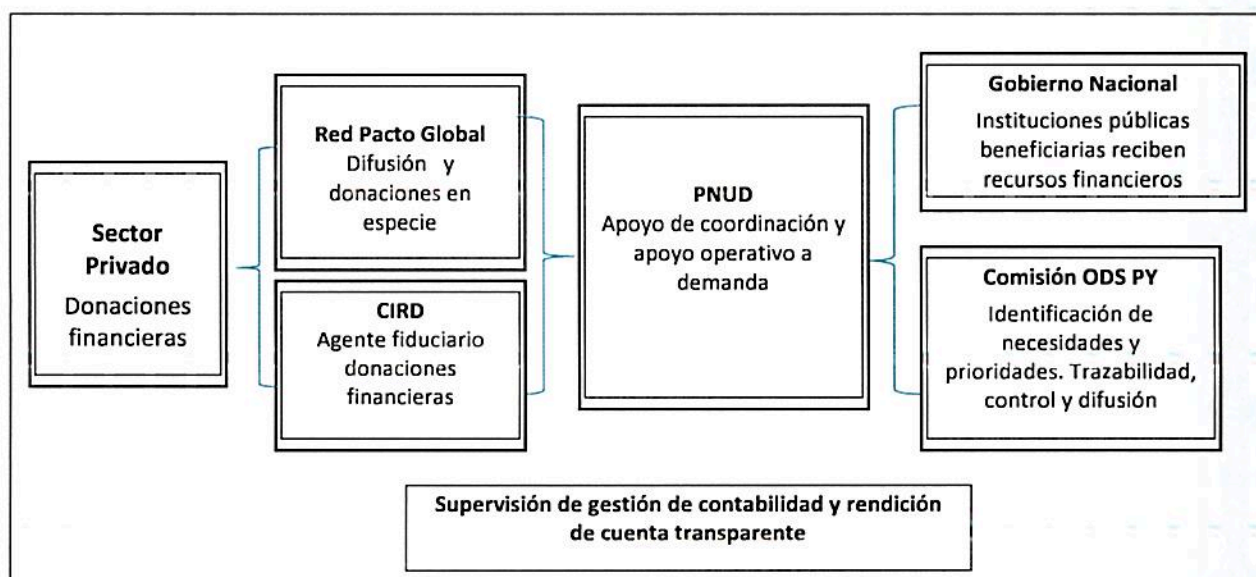 Sector
Privado
Donaciones
financieras
Red Pacto Global
Difusión y
donaciones en
especie
CIRD
Agente fiduciario
donaciones
financieras
PNUD
Apoyo de coordinación y
apoyo operativo a
demanda
Gobierno Nacional
Instituciones públicas
beneficiarias reciben
recursos financieros
Comisión ODS PY
Identificación de
necesidades y
prioridades. Trazabilidad,
control y difusión
Supervisión de gestión de contabilidad y rendición
de cuenta transparente